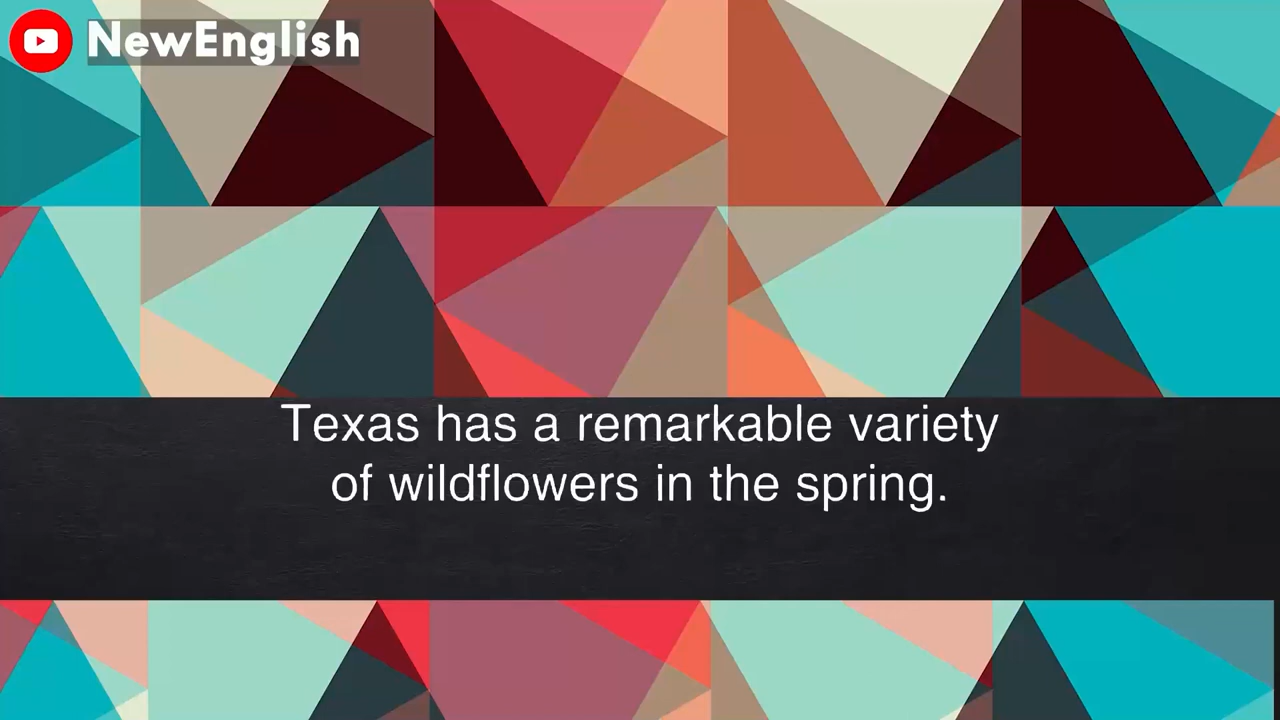 NewEnglish
Texas has a remarkable variety
of wildflowers in the spring.